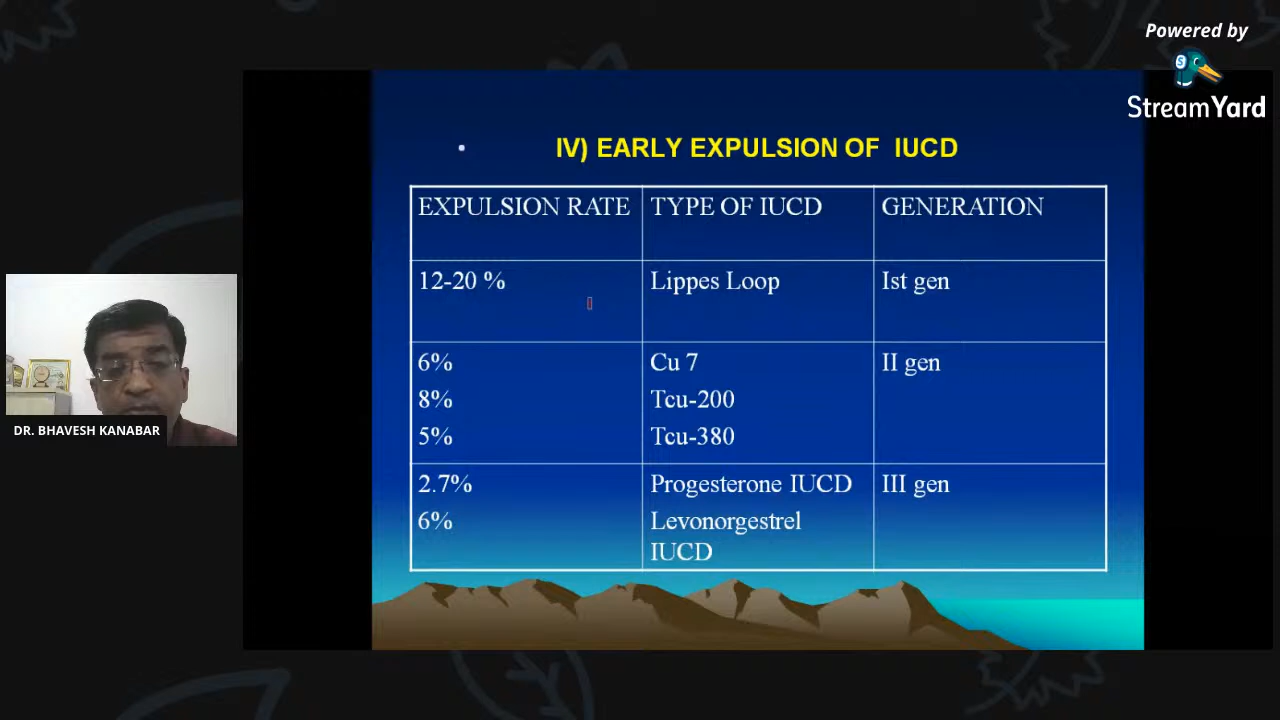 Powered by
StreamYard
IV) EARLY EXPULSION OF IUCD
EXPULSION RATE TYPE OF IUCD GENERATION
12-20 % Lippes Loop Ist gen
6% Cu 7 II gen
8% Tcu-200
5% Tcu-380
2.7% Progesterone IUCD III gen
6% Levonorgestrel
IUCD
DR. BHAVESH KANABAR